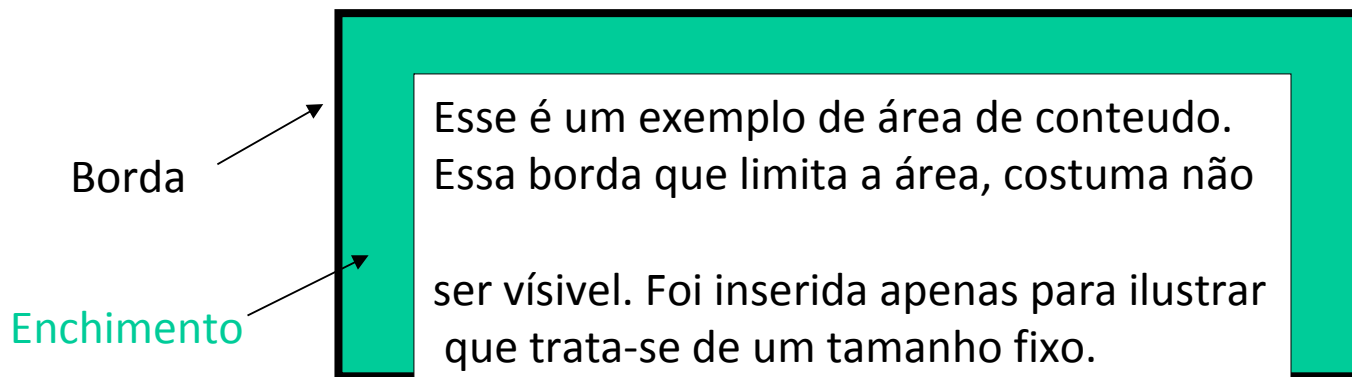 Esse é um exemplo de área de conteudo.
Borda
Essa borda que limita a área, costuma não
ser vísivel. Foi inserida apenas para ilustrar
Enchimento
que trata-se de um tamanho fixo.